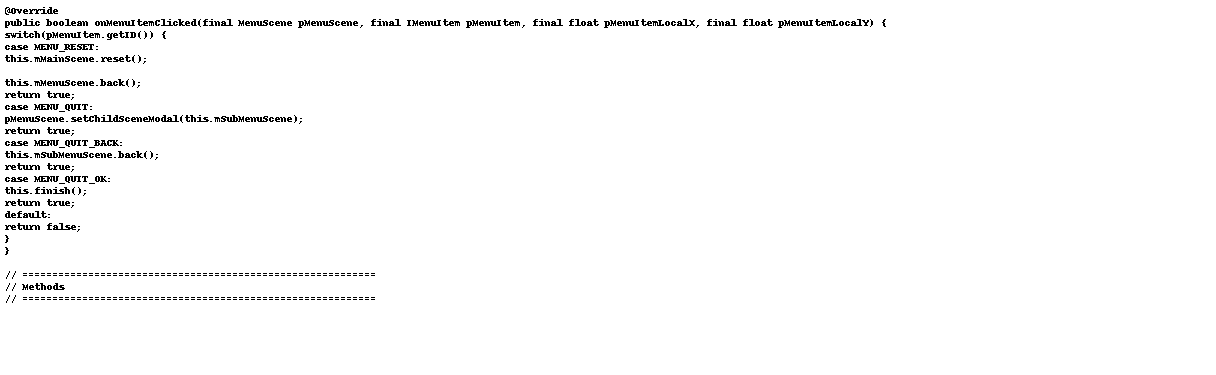 @Override
public boolean onMenuItemClicked(final MenuScene pMenuScene, final IMenuItem pMenuItem, final float pMenuItemLocalX, final float pMenuItemLocalY) {
switch(pMenuItem.getID()) {
case MENU_RESET:
this.mMainScene.reset();
this.mMenuScene.back();
return true;
case MENU_QUIT:
pMenuScene.setChildSceneModal(this.mSubMenuScene);
return true;
case MENU_QUIT_BACK:
this.mSubMenuScene.back();
return true;
case MENU_QUIT_OK:
this.finish();
return true;
default:
return false;
}
}
// ===========================================================
// Methods
// ===========================================================